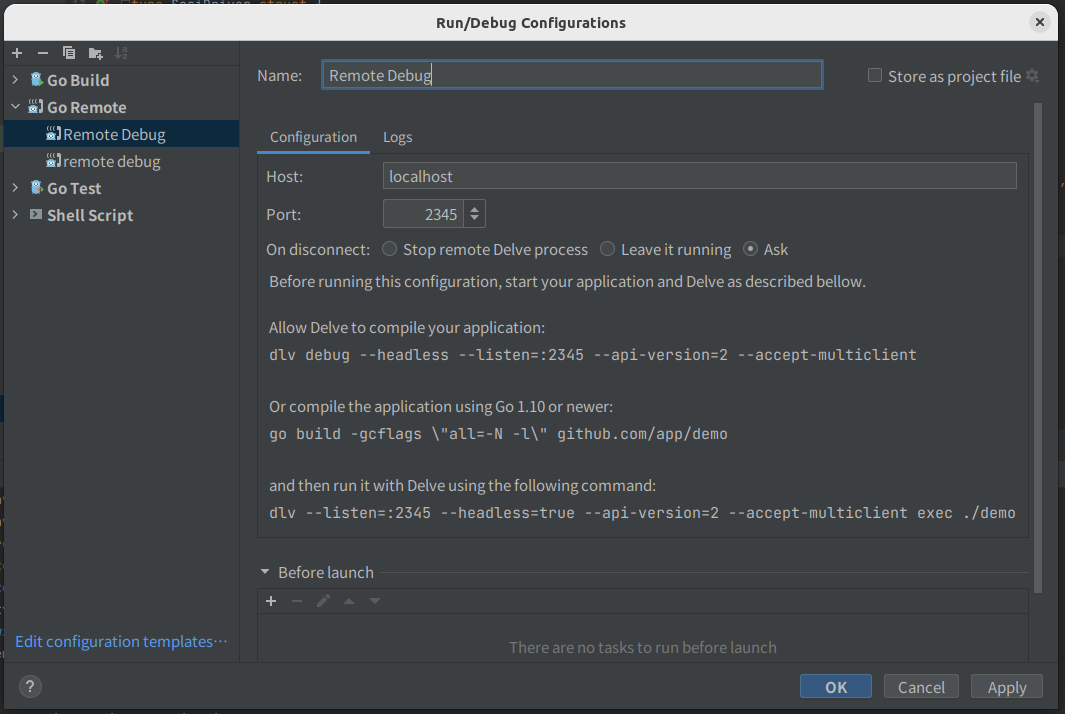 type SociDriver struct {
Run/Debug Configurations
Go Build
Go Remote
Remote Debug
remote debug
Go Test
Shell Script
Edit configuration templates...
Name: Remote Debug
Store as project file
Configuration Logs
Host: localhost
Port: 2345
On disconnect: Stop remote Delve process Leave it running Ask
Before running this configuration, start your application and Delve as described bellow.
Allow Delve to compile your application:
dlv debug --headless --listen=:2345 --api-version=2 --accept-multiclient
Or compile the application using Go 1.10 or newer:
go build -gcflags \"all=-N -l\" github.com/app/demo
and then run it with Delve using the following command:
dlv --listen=:2345 --headless=true --api-version=2 --accept-multiclient exec ./demo
Before launch
There are no tasks to run before launch
?
OK Cancel Apply